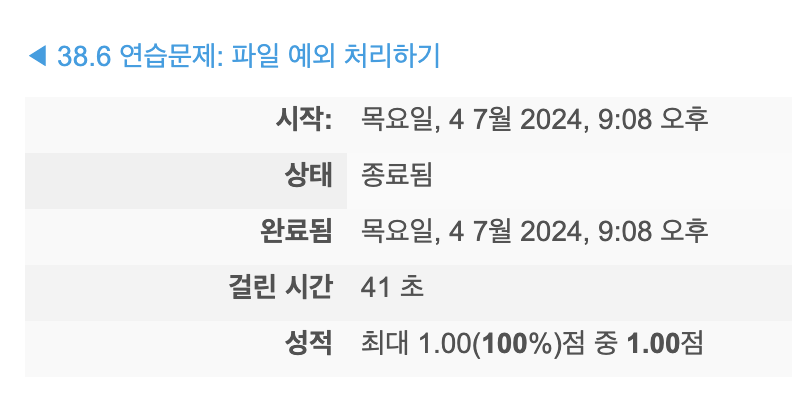 ◀ 38.6 연습문제: 파일 예외 처리하기
시작: 목요일, 4 7월 2024, 9:08 오후
상태 종료됨
완료됨 목요일, 4 7월 2024, 9:08 오후
걸린 시간 41 초
성적 최대 1.00(100%)점 중 1.00점